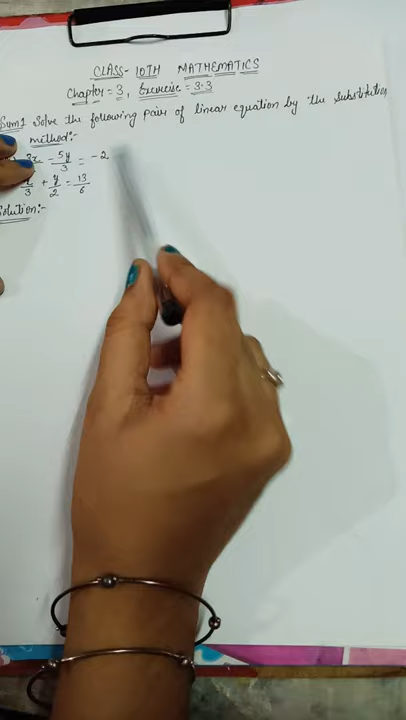 CLASS-10TH MATHEMATICS
Chapter = 3, Exercise = 3.3
Sum1 Solve the following pair of linear equation by the substitution
method:-
3x - 5y/3 = -2
/3 + y/2 = 13/6
Solution:-